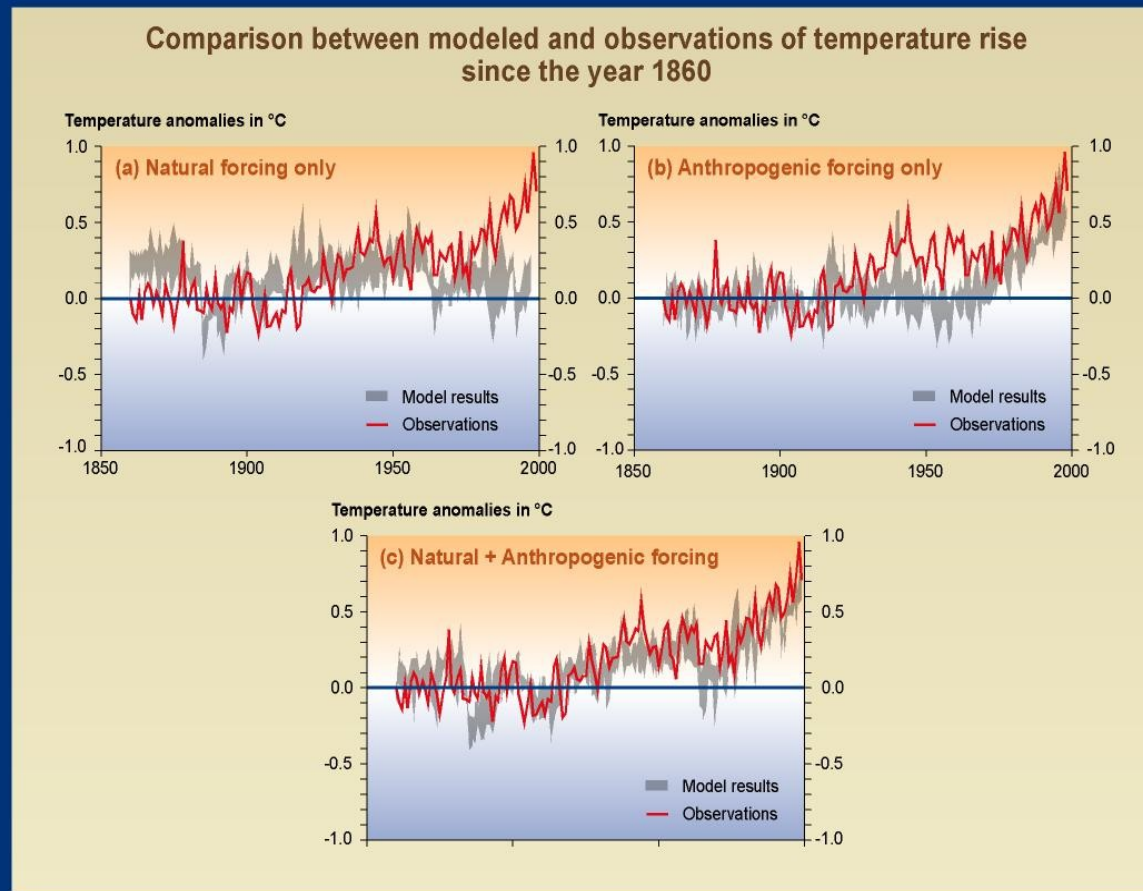 Comparison between modeled and observations of temperature rise
since the year 1860
Temperature anomalies in °C
1.0
0.5
0.0
-0.5
-1.0
(a) Natural forcing only
Model results
Observations
1.0
0.5
0.0
-0.5
-1.0
1850
1900
1950
2000
Temperature anomalies in °C
1.0
0.5
0.0
-0.5
-1.0
(b) Anthropogenic forcing only
Model results
Observations
1.0
0.5
0.0
-0.5
-1.0
1850
1900
1950
2000
Temperature anomalies in °C
1.0
0.5
0.0
-0.5
-1.0
(c) Natural + Anthropogenic forcing
Model results
Observations
1.0
0.5
0.0
-0.5
-1.0